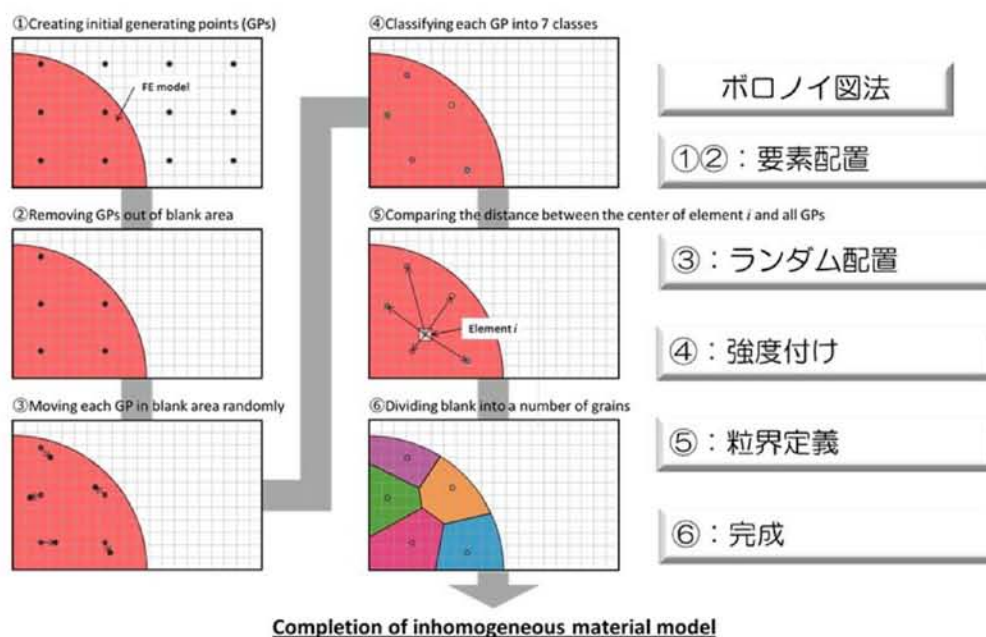 ①Creating initial generating points (GPs)
FE model
②Removing GPs out of blank area
③Moving each GP in blank area randomly
④Classifying each GP into 7 classes
⑤Comparing the distance between the center of element i and all GPs
Element i
⑥Dividing blank into a number of grains
Completion of inhomogeneous material model
ボロノイ図法
①②：要素配置
③：ランダム配置
④：強度付け
⑤：粒界定義
⑥：完成